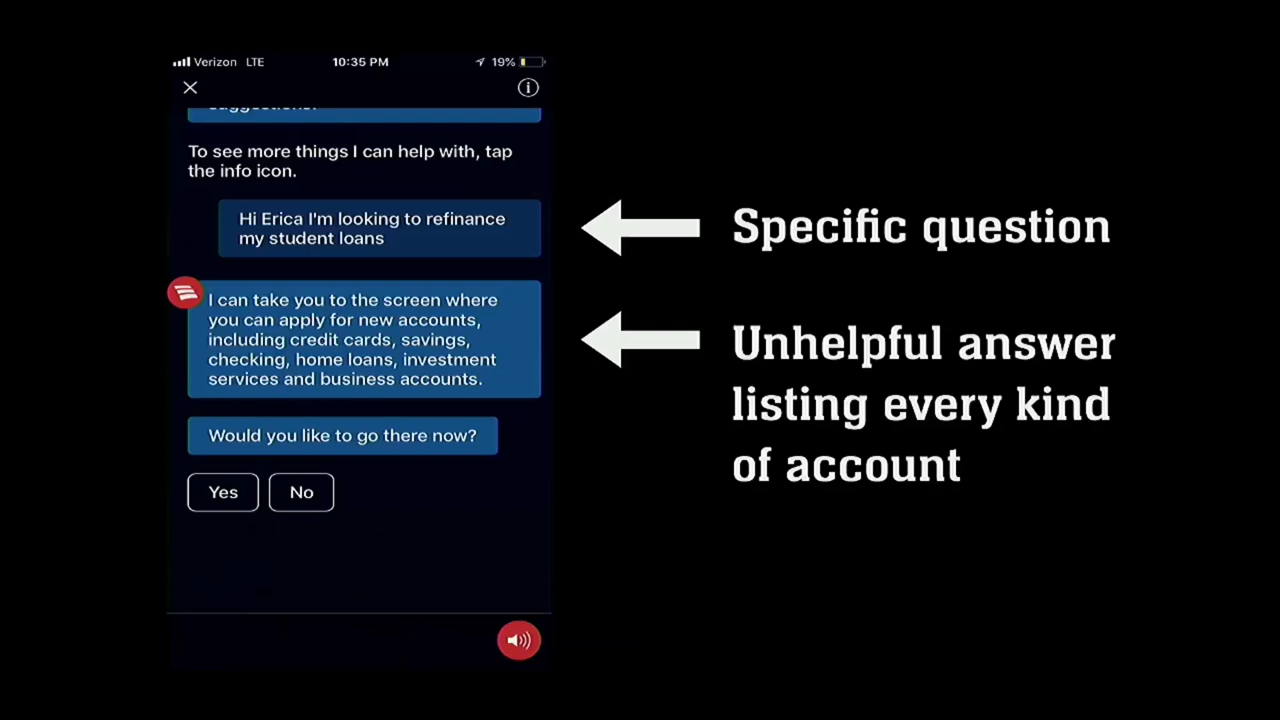 Verizon LTE 10:35 PM 19%
suggestions.
To see more things I can help with, tap
the info icon.
Hi Erica I'm looking to refinance
my student loans
I can take you to the screen where
you can apply for new accounts,
including credit cards, savings,
checking, home loans, investment
services and business accounts.
Would you like to go there now?
Yes No
Specific question
Unhelpful answer
listing every kind
of account